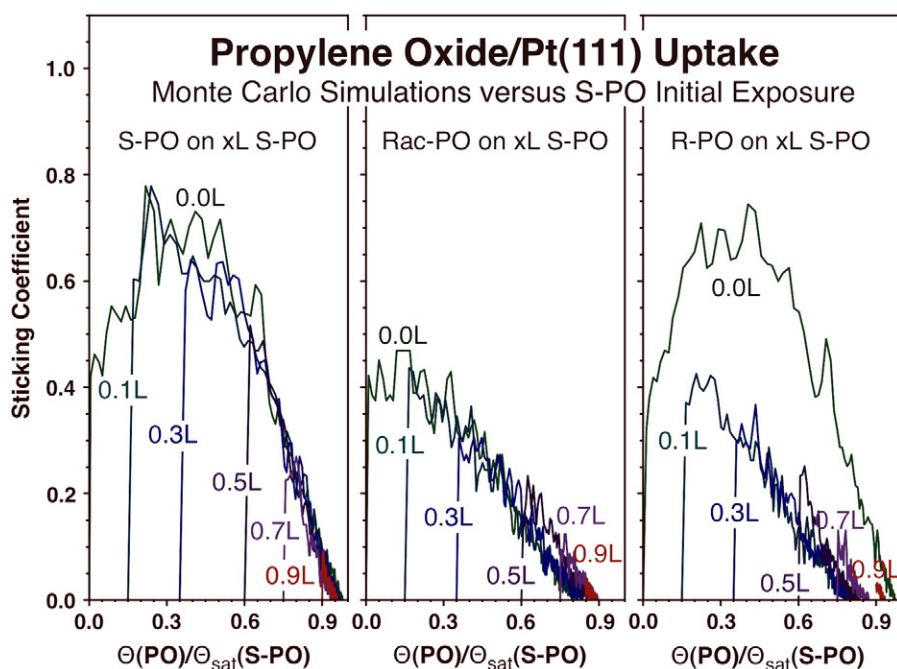 Propylene Oxide/Pt(111) Uptake
Monte Carlo Simulations versus S-PO Initial Exposure
S-PO on xL S-PO
Rac-PO on xL S-PO
R-PO on xL S-PO
Sticking Coefficient
1.0
0.8
0.6
0.4
0.2
0.0
0.0L
0.1L
0.3L
0.5L
0.7L
0.9L
0.0L
0.1L
0.3L
0.5L
0.7L
0.9L
0.0L
0.1L
0.3L
0.5L
0.7L
0.9L
0.0 0.3 0.6 0.9
0.0 0.3 0.6 0.9
0.0 0.3 0.6 0.9
Θ(PO)/Θsat(S-PO)
Θ(PO)/Θsat(S-PO)
Θ(PO)/Θsat(S-PO)